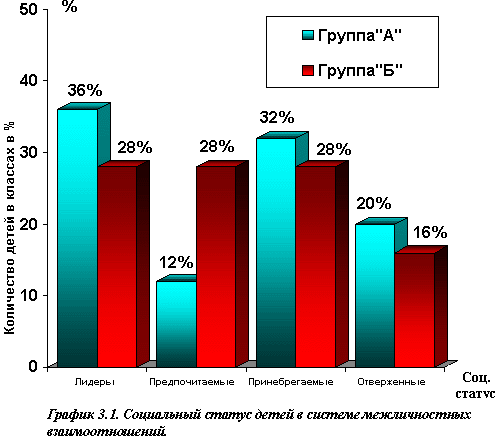 %
50
Группа"А"
Группа"Б"
40
36%
32%
30
28%
28%
28%
20%
20
16%
12%
10
0
Количество детей в классах в %
Лидеры
Предпочитаемые
Принебрегаемые
Отверженные
Соц.
статус
График 3.1. Социальный статус детей в системе межличностных
взаимоотношений.